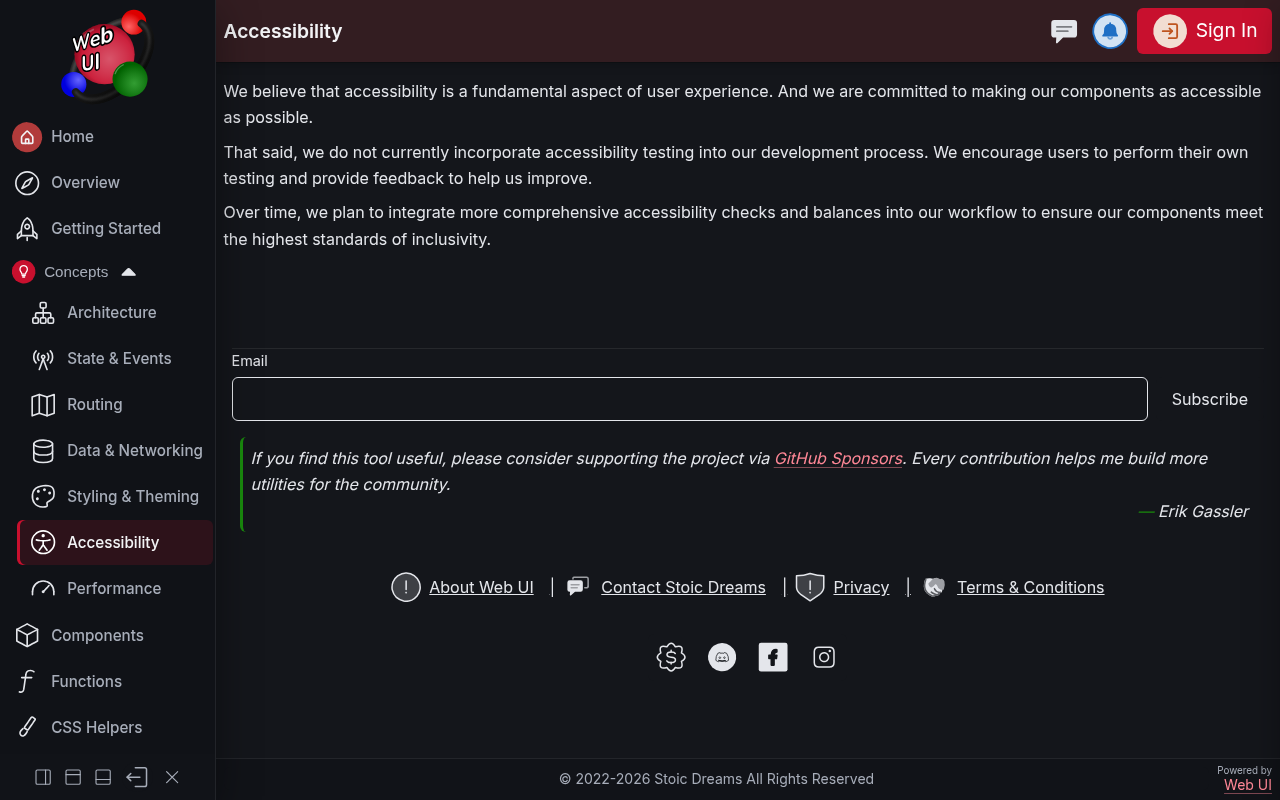 Web
UI
Home
Overview
Getting Started
Concepts
Architecture
State & Events
Routing
Data & Networking
Styling & Theming
Accessibility
Performance
Components
Functions
CSS Helpers
Accessibility
Sign In
We believe that accessibility is a fundamental aspect of user experience. And we are committed to making our components as accessible
as possible.
That said, we do not currently incorporate accessibility testing into our development process. We encourage users to perform their own
testing and provide feedback to help us improve.
Over time, we plan to integrate more comprehensive accessibility checks and balances into our workflow to ensure our components meet
the highest standards of inclusivity.
Email
Subscribe
If you find this tool useful, please consider supporting the project via GitHub Sponsors. Every contribution helps me build more
utilities for the community.
— Erik Gassler
About Web UI | Contact Stoic Dreams | Privacy | Terms & Conditions
© 2022-2026 Stoic Dreams All Rights Reserved
Powered by
Web UI